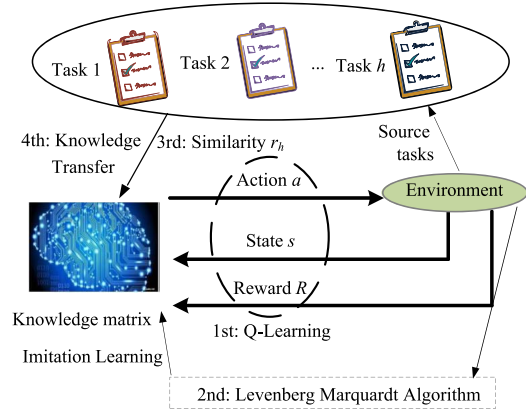 Task 1
Task 2
...
Task h
4th: Knowledge
Transfer
3rd: Similarity r_h
Source
tasks
Action a
Environment
State s
Reward R
Knowledge matrix
1st: Q-Learning
Imitation Learning
2nd: Levenberg Marquardt Algorithm